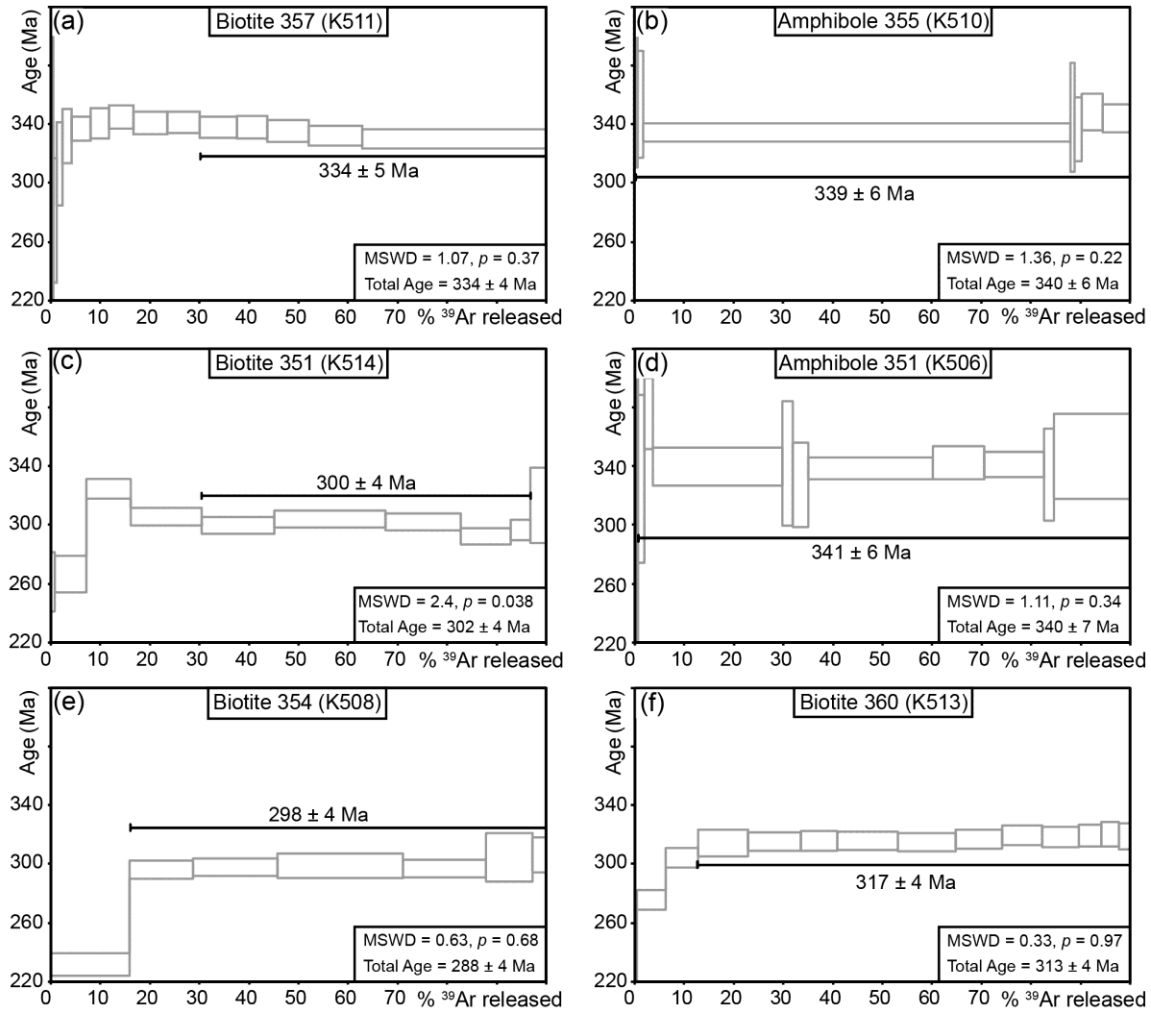 (a)
Biotite 357 (K511)
Age (Ma)
340
300
260
220
334 ± 5 Ma
MSWD = 1.07, p = 0.37
Total Age = 334 ± 4 Ma
0 10 20 30 40 50 60 70 % ³⁹Ar released
(b)
Amphibole 355 (K510)
Age (Ma)
340
300
260
220
339 ± 6 Ma
MSWD = 1.36, p = 0.22
Total Age = 340 ± 6 Ma
0 10 20 30 40 50 60 70 % ³⁹Ar released
(c)
Biotite 351 (K514)
Age (Ma)
340
300
260
220
300 ± 4 Ma
MSWD = 2.4, p = 0.038
Total Age = 302 ± 4 Ma
0 10 20 30 40 50 60 70 % ³⁹Ar released
(d)
Amphibole 351 (K506)
Age (Ma)
340
300
260
220
341 ± 6 Ma
MSWD = 1.11, p = 0.34
Total Age = 340 ± 7 Ma
0 10 20 30 40 50 60 70 % ³⁹Ar released
(e)
Biotite 354 (K508)
Age (Ma)
340
300
260
220
298 ± 4 Ma
MSWD = 0.63, p = 0.68
Total Age = 288 ± 4 Ma
0 10 20 30 40 50 60 70 % ³⁹Ar released
(f)
Biotite 360 (K513)
Age (Ma)
340
300
260
220
317 ± 4 Ma
MSWD = 0.33, p = 0.97
Total Age = 313 ± 4 Ma
0 10 20 30 40 50 60 70 % ³⁹Ar released